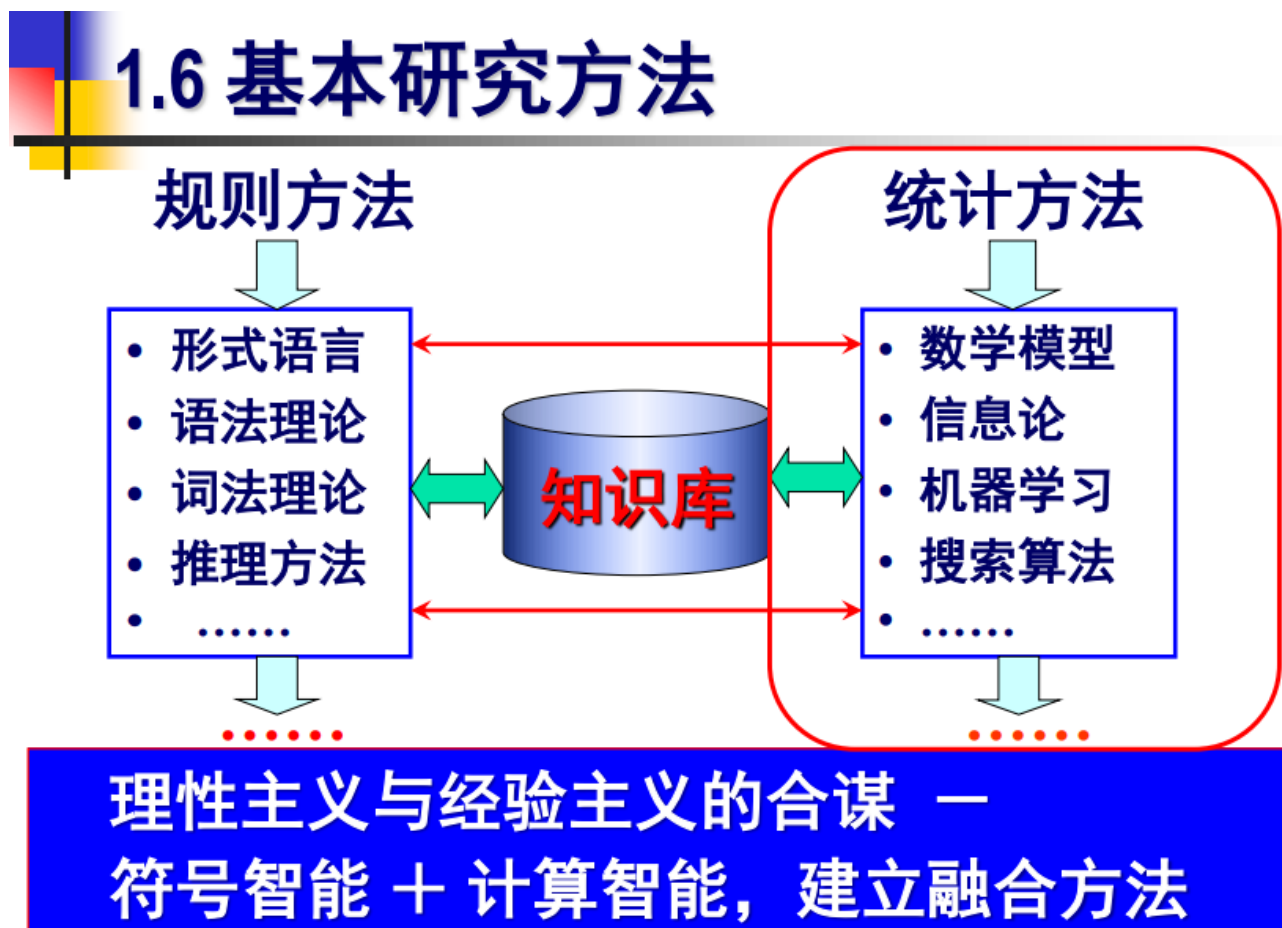 1.6 基本研究方法
规则方法
• 形式语言
• 语法理论
• 词法理论
• 推理方法
• ……
……
知识库
统计方法
• 数学模型
• 信息论
• 机器学习
• 搜索算法
• ……
……
理性主义与经验主义的合谋 －
符号智能 ＋ 计算智能，建立融合方法